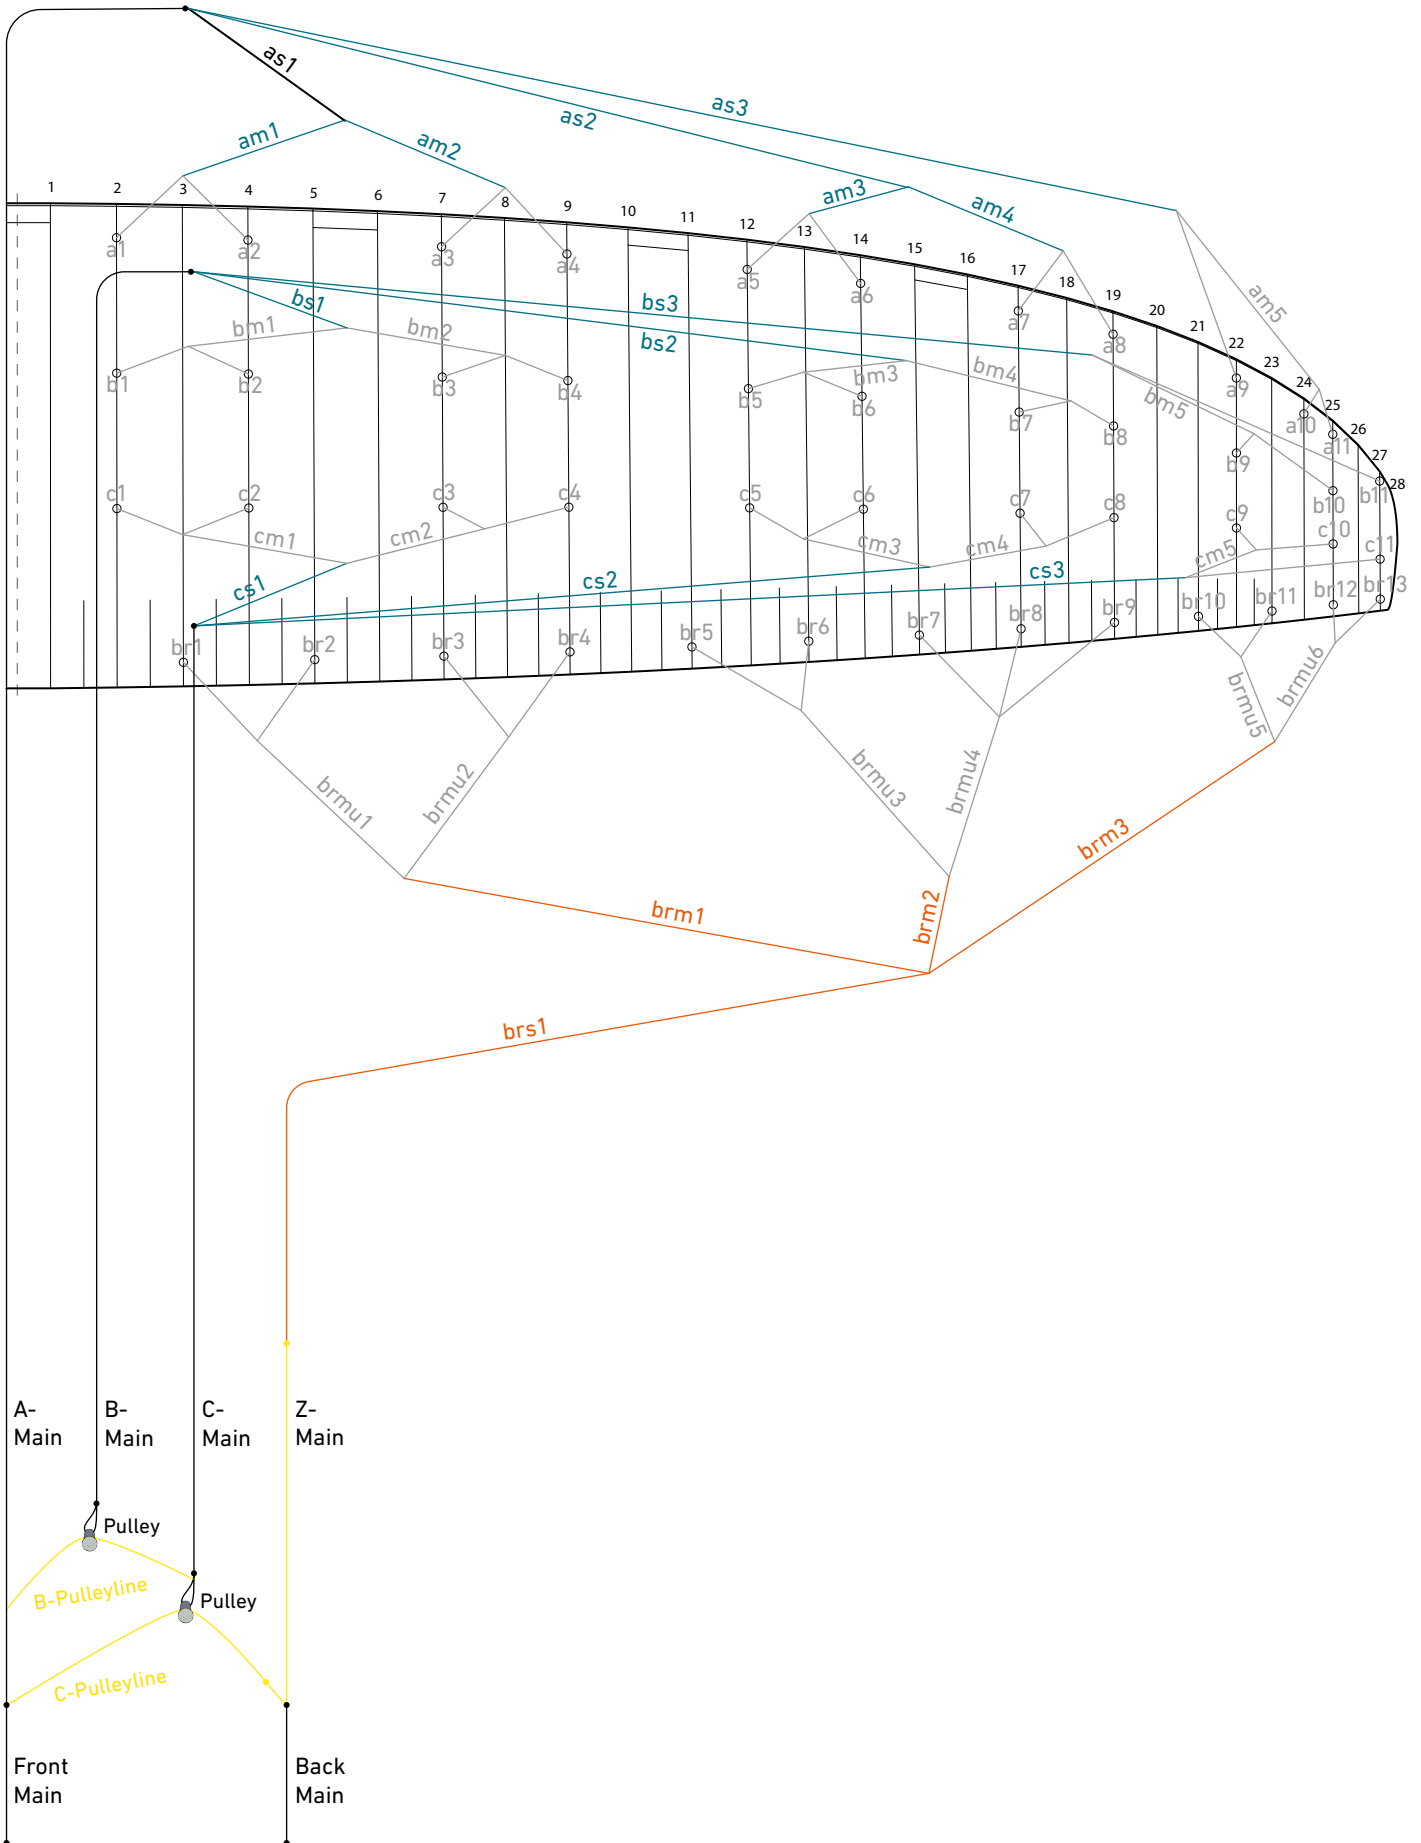 as1
as3
as2
am1
am2
am3
am4
1
2
3
4
5
6
7
8
9
10
11
12
13
14
15
16
17
18
19
20
21
22
23
24
25
26
27
28
a1
a2
a3
a4
a5
a6
a7
a8
a9
a10
a11
am5
bs1
bs3
bs2
bm1
bm2
bm3
bm4
bm5
b1
b2
b3
b4
b5
b6
b7
b8
b9
b10
b11
c1
c2
c3
c4
c5
c6
c7
c8
c9
c10
c11
cm1
cm2
cm3
cm4
cm5
cs1
cs2
cs3
br1
br2
br3
br4
br5
br6
br7
br8
br9
br10
br11
br12
br13
brmu1
brmu2
brmu3
brmu4
brmu5
brmu6
brm1
brm2
brm3
brs1
A-
Main
B-
Main
C-
Main
Z-
Main
Pulley
B-Pulleyline
Pulley
C-Pulleyline
Front
Main
Back
Main